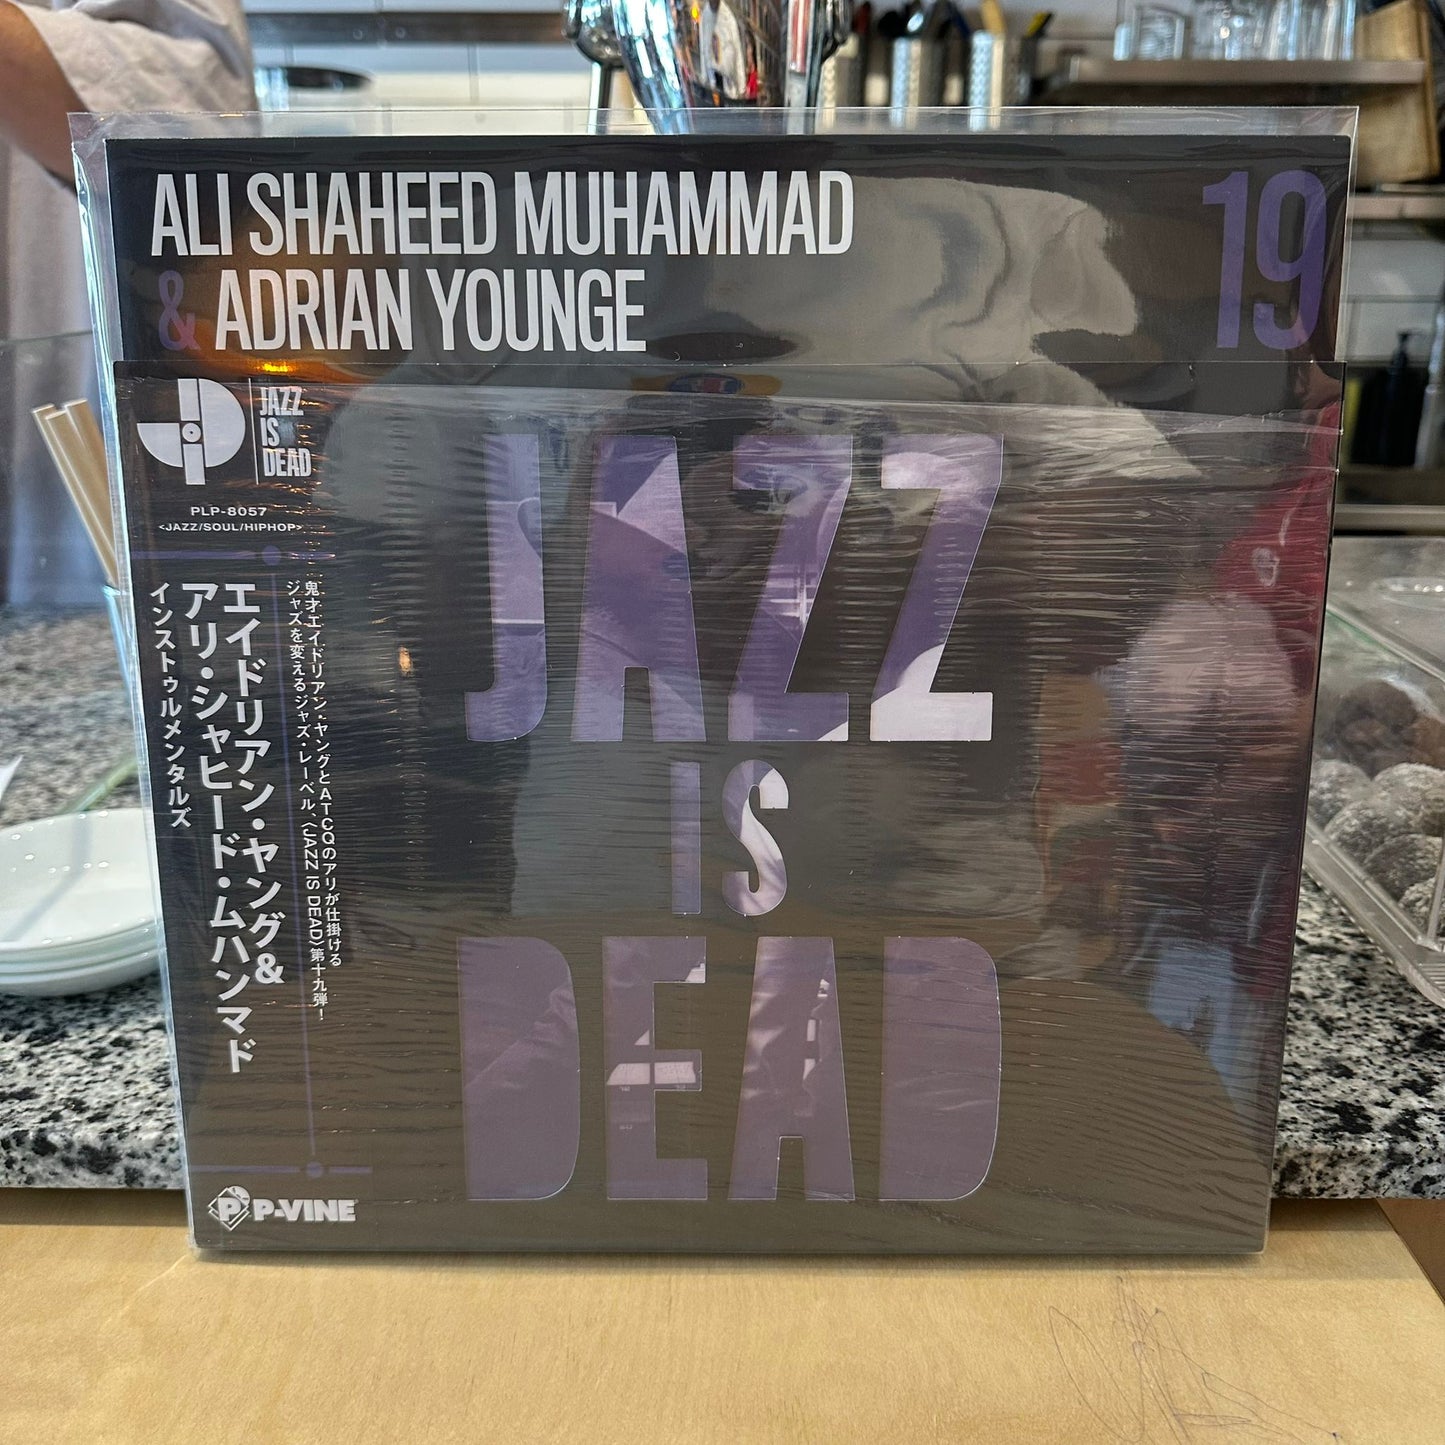 ALI SHAHEED MUHAMMAD
& ADRIAN YOUNGE
19
JAZZ
IS
DEAD
PLP-8057
<JAZZ/SOUL/HIPHOP>
鬼才エイドリアン・ヤングとATCQのアリが仕掛ける
ジャズを変えるジャズ・レーベル、〈JAZZ IS DEAD〉第十九弾！
エイドリアン・ヤング&
アリ・シャヒード・ムハンマド
インストゥルメンタルズ
P P-VINE
JAZZ
IS
DEAD